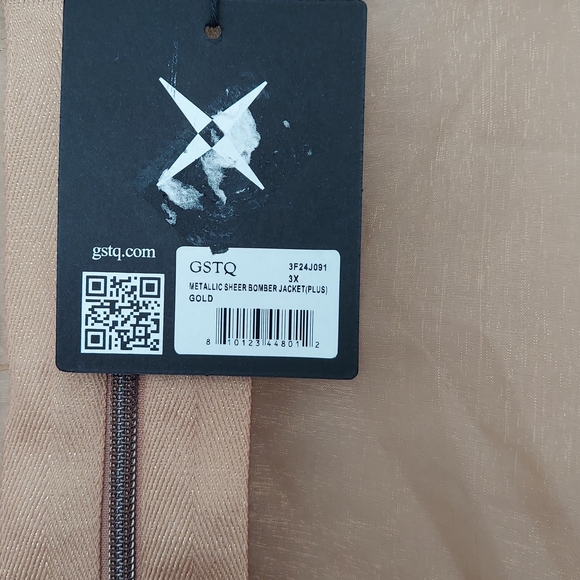 gstq.com
GSTQ 3F24J091
3X
METALLIC SHEER BOMBER JACKET(PLUS)
GOLD
8 10123 44801 2